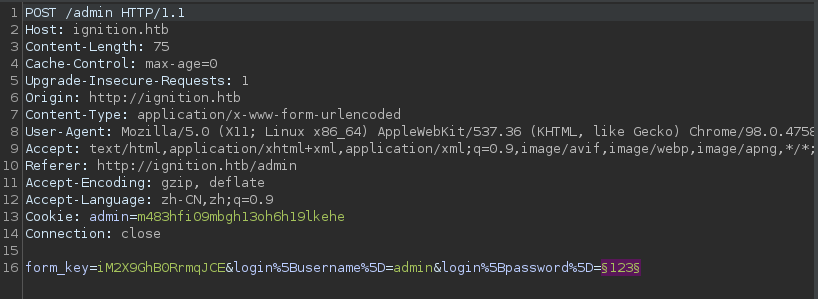 1 POST /admin HTTP/1.1
2 Host: ignition.htb
3 Content-Length: 75
4 Cache-Control: max-age=0
5 Upgrade-Insecure-Requests: 1
6 Origin: http://ignition.htb
7 Content-Type: application/x-www-form-urlencoded
8 User-Agent: Mozilla/5.0 (X11; Linux x86_64) AppleWebKit/537.36 (KHTML, like Gecko) Chrome/98.0.4758
9 Accept: text/html,application/xhtml+xml,application/xml;q=0.9,image/avif,image/webp,image/apng,*/*;
10 Referer: http://ignition.htb/admin
11 Accept-Encoding: gzip, deflate
12 Accept-Language: zh-CN,zh;q=0.9
13 Cookie: admin=m483hfi09mbgh13oh6h19lkehe
14 Connection: close
15
16 form_key=iM2X9GhB0RrmqJCE&login%5Busername%5D=admin&login%5Bpassword%5D=§123§